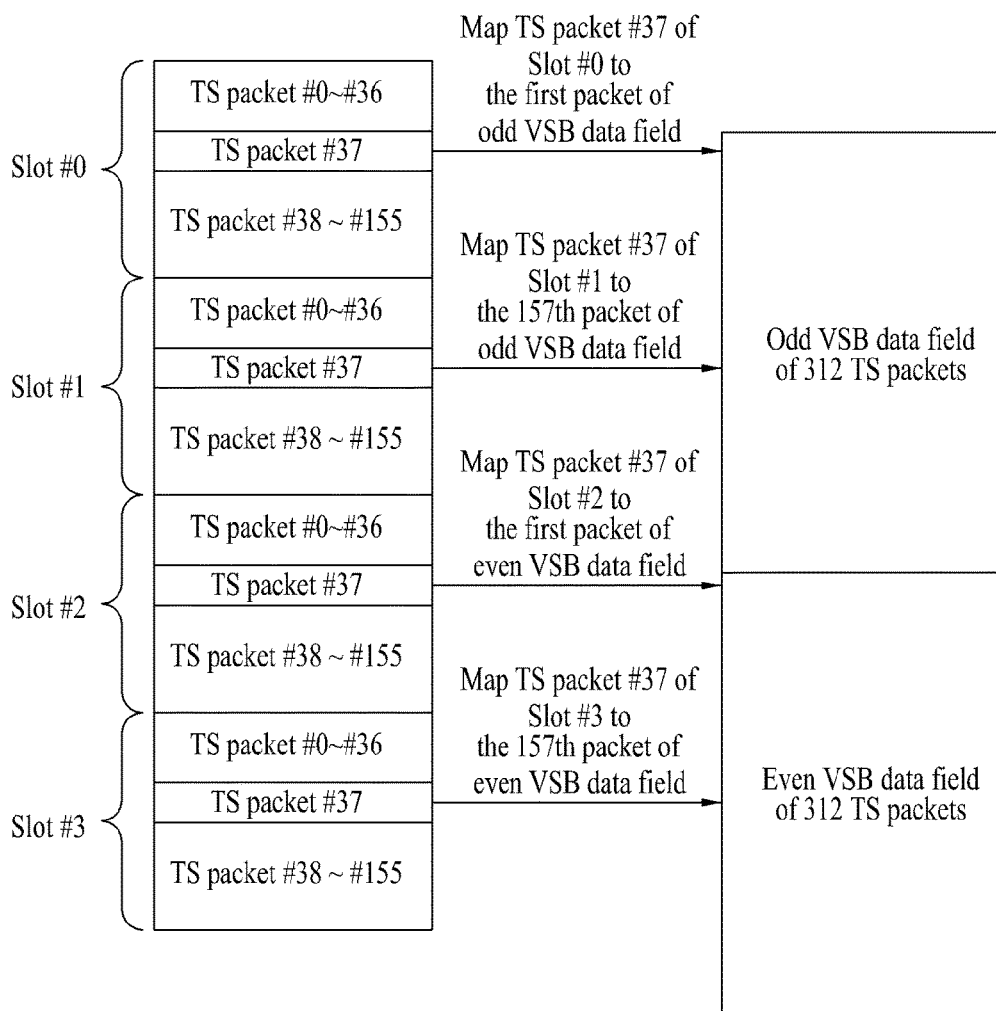 Slot #0
TS packet #0~#36
TS packet #37
TS packet #38 ~ #155
Slot #1
TS packet #0~#36
TS packet #37
TS packet #38 ~ #155
Slot #2
TS packet #0~#36
TS packet #37
TS packet #38 ~ #155
Slot #3
TS packet #0~#36
TS packet #37
TS packet #38 ~ #155
Map TS packet #37 of
Slot #0 to
the first packet of
odd VSB data field
Map TS packet #37 of
Slot #1 to
the 157th packet of
odd VSB data field
Map TS packet #37 of
Slot #2 to
the first packet of
even VSB data field
Map TS packet #37 of
Slot #3 to
the 157th packet of
even VSB data field
Odd VSB data field
of 312 TS packets
Even VSB data field
of 312 TS packets